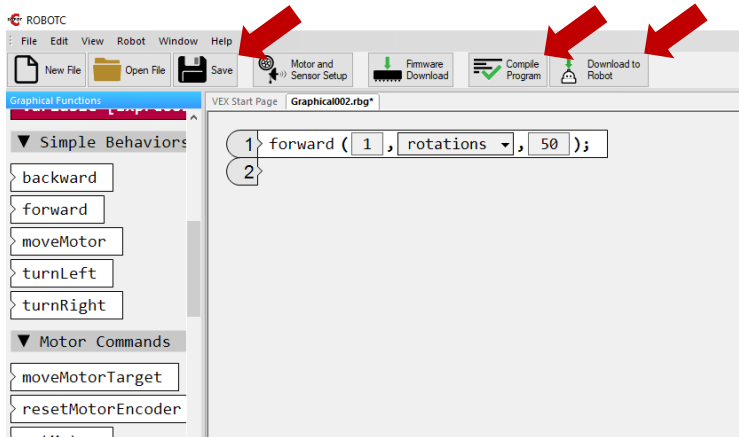 ROBOTC
File Edit View Robot Window Help
New File Open File Save Motor and Sensor Setup Firmware Download Compile Program Download to Robot
Graphical Functions
VEX Start Page Graphical002.rbg*
▼ Simple Behaviors
backward
forward
moveMotor
turnLeft
turnRight
▼ Motor Commands
moveMotorTarget
resetMotorEncoder
1 forward ( 1 , rotations ▾ , 50 );
2